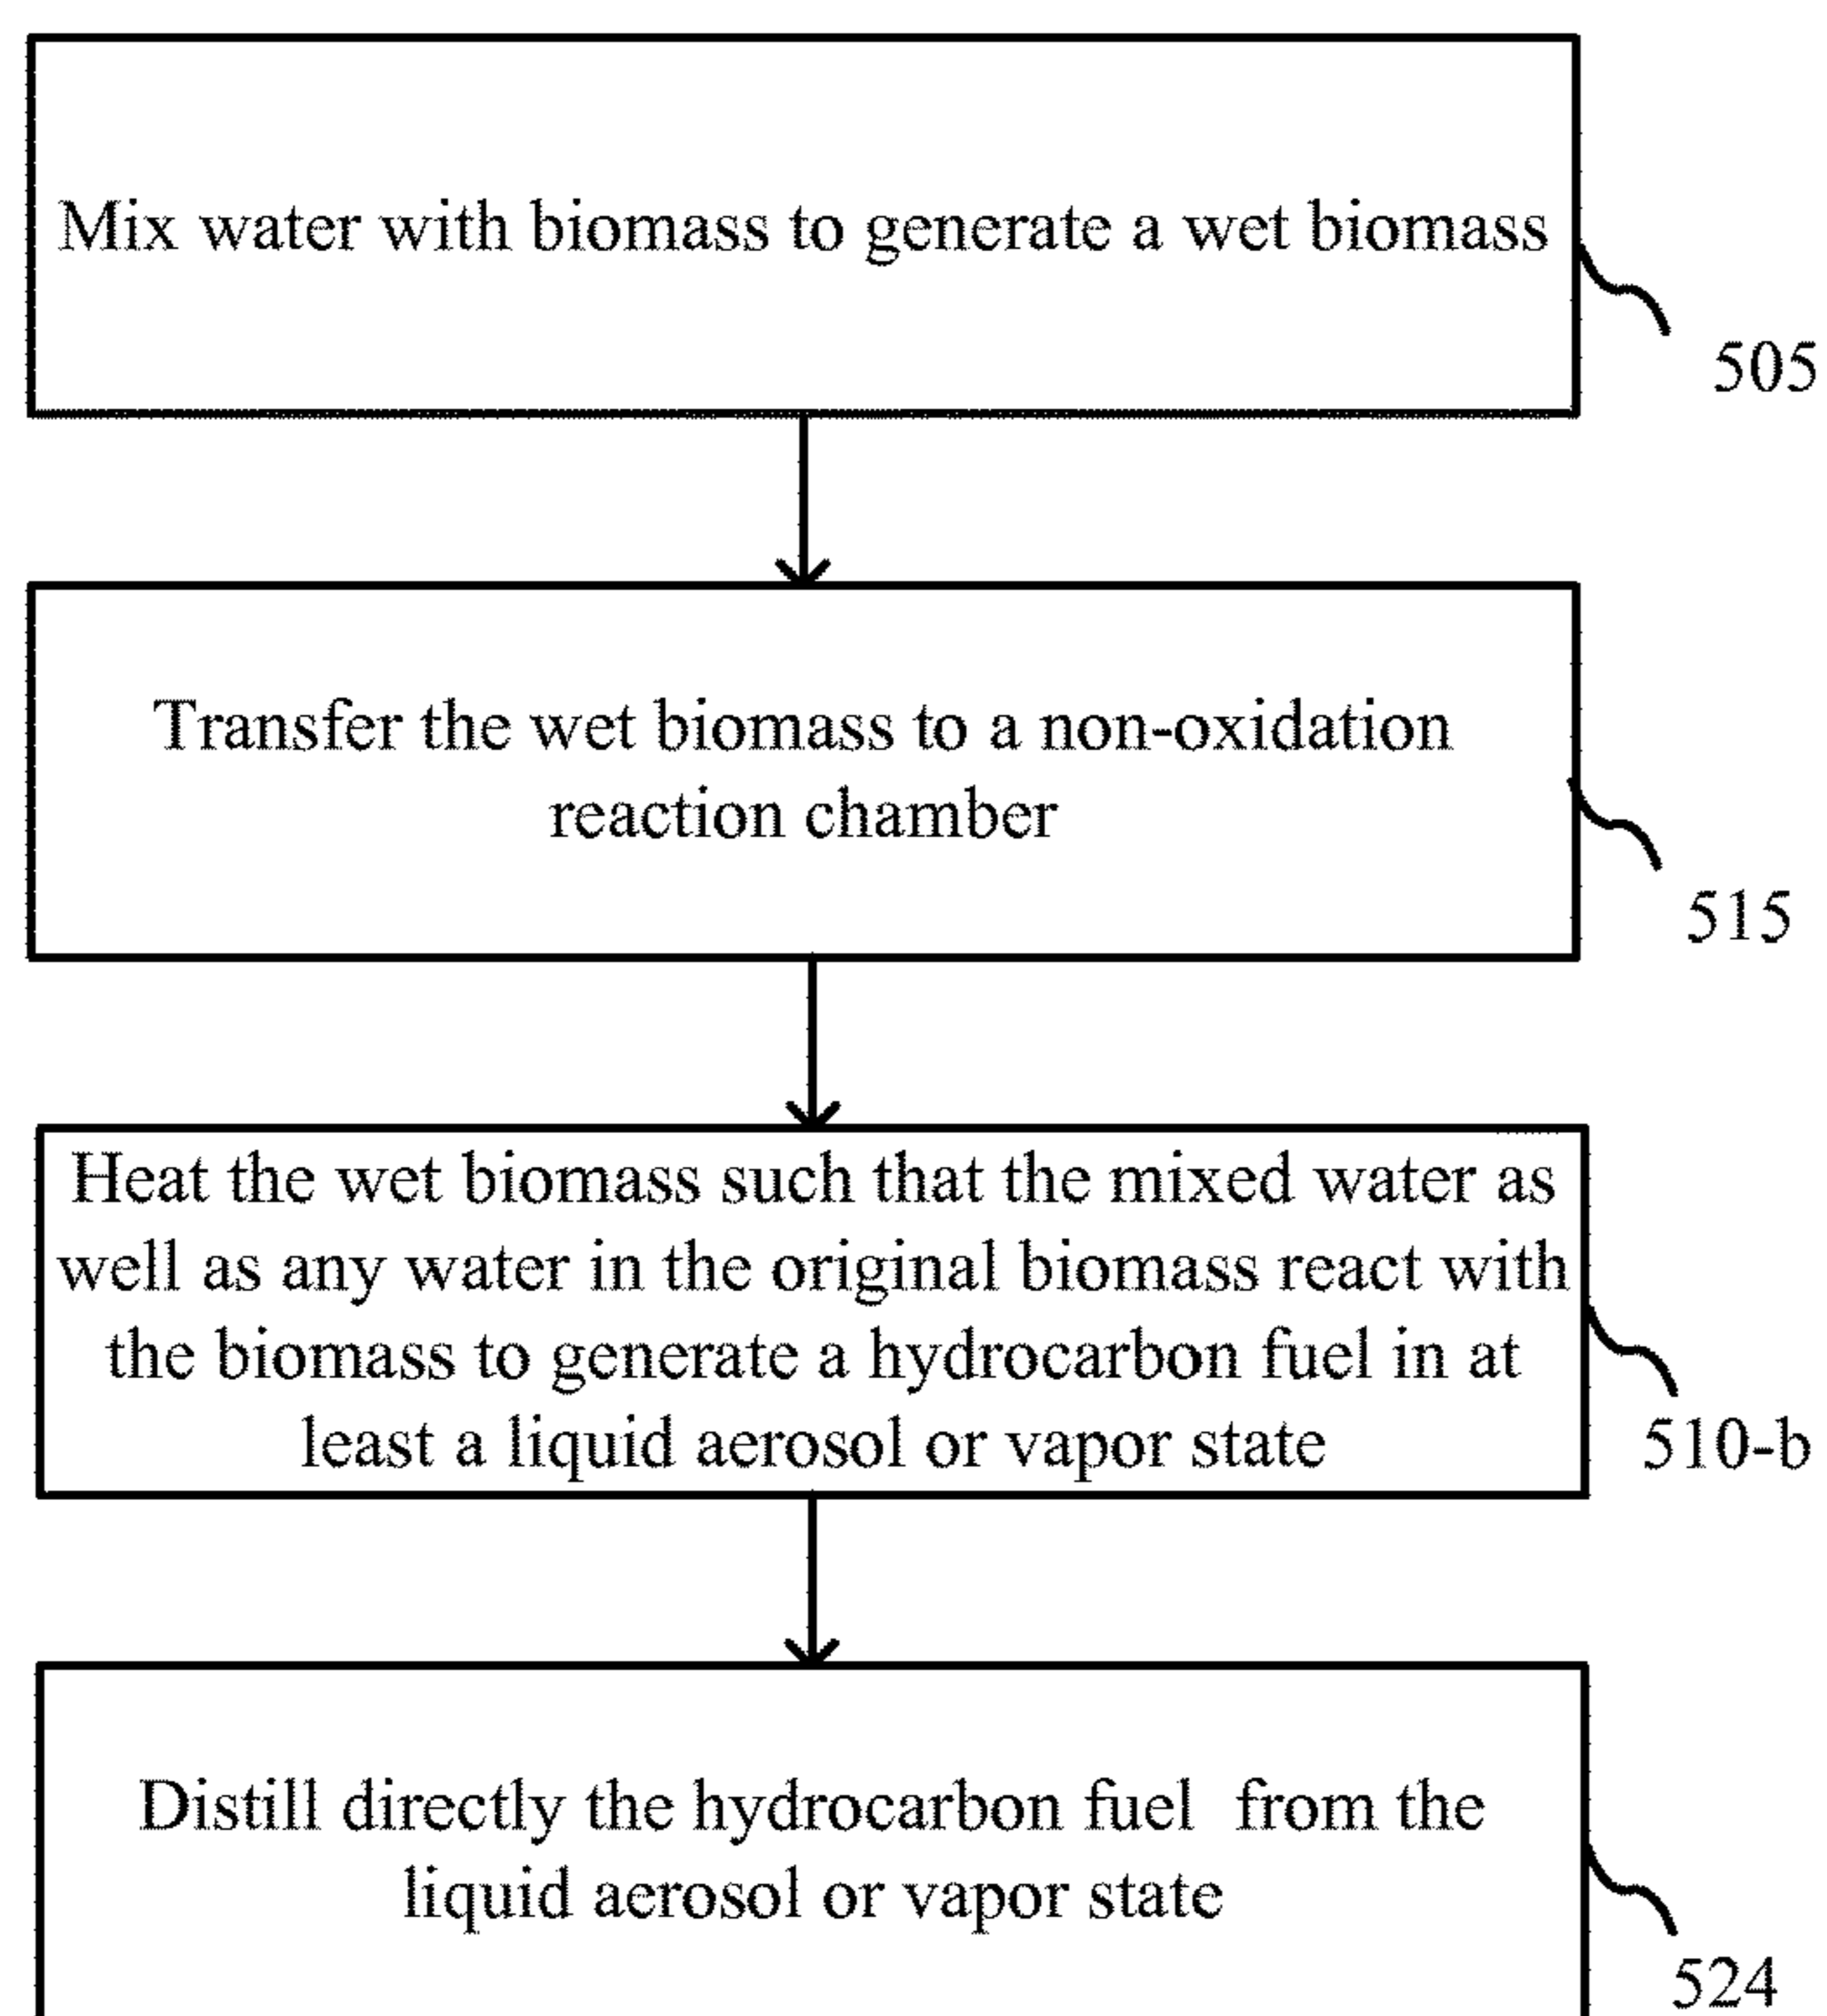 Mix water with biomass to generate a wet biomass
505
Transfer the wet biomass to a non-oxidation
reaction chamber
515
Heat the wet biomass such that the mixed water as
well as any water in the original biomass react with
the biomass to generate a hydrocarbon fuel in at
least a liquid aerosol or vapor state
510-b
Distill directly the hydrocarbon fuel from the
liquid aerosol or vapor state
524